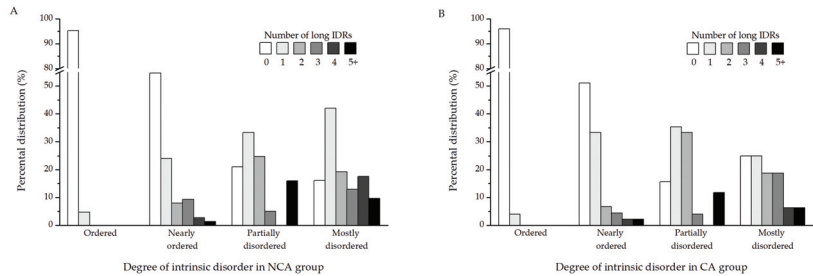 A
Number of long IDRs
0 1 2 3 4 5+
Percental distribution (%)
100
90
80
50
40
30
20
10
0
Ordered
Nearly ordered
Partially disordered
Mostly disordered
Degree of intrinsic disorder in NCA group
B
Number of long IDRs
0 1 2 3 4 5+
Percental distribution (%)
100
90
80
50
40
30
20
10
0
Ordered
Nearly ordered
Partially disordered
Mostly disordered
Degree of intrinsic disorder in CA group